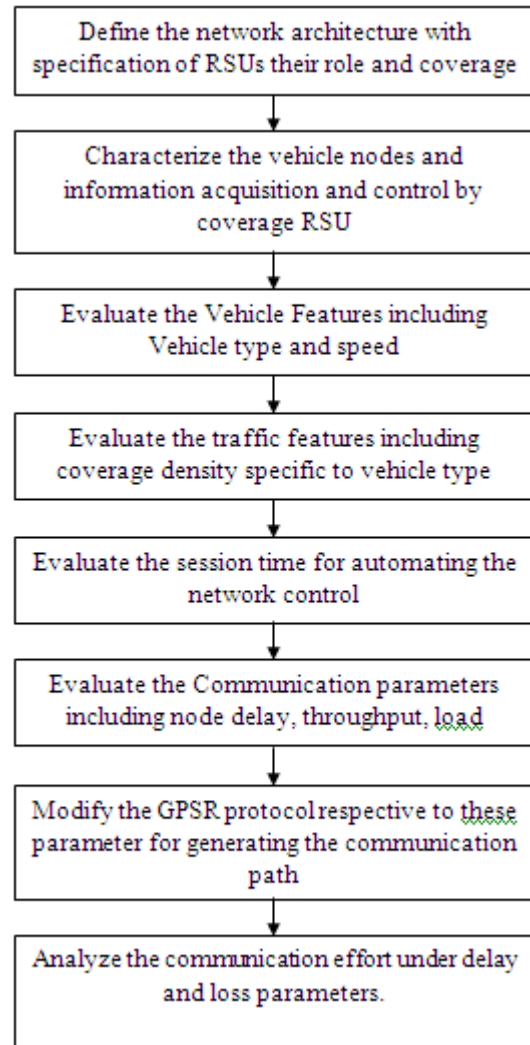 Define the network architecture with
specification of RSUs their role and coverage
Characterize the vehicle nodes and
information acquisition and control by
coverage RSU
Evaluate the Vehicle Features including
Vehicle type and speed
Evaluate the traffic features including
coverage density specific to vehicle type
Evaluate the session time for automating the
network control
Evaluate the Communication parameters
including node delay, throughput, load
Modify the GPSR protocol respective to these
parameter for generating the communication
path
Analyze the communication effort under delay
and loss parameters.